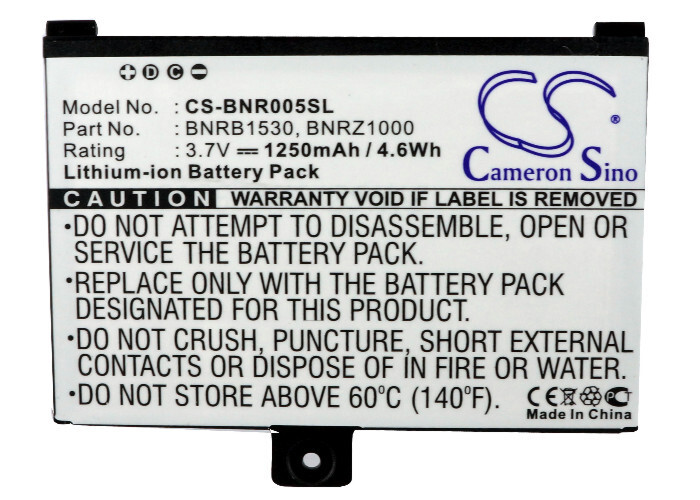 + D C −
Model No. : CS-BNR005SL
Part No. : BNRB1530, BNRZ1000
Rating : 3.7V ⎓ 1250mAh / 4.6Wh
Lithium-ion Battery Pack
CS ®
Cameron Sino
CAUTION WARRANTY VOID IF LABEL IS REMOVED
·DO NOT ATTEMPT TO DISASSEMBLE, OPEN OR
SERVICE THE BATTERY PACK.
·REPLACE ONLY WITH THE BATTERY PACK
DESIGNATED FOR THIS PRODUCT.
·DO NOT CRUSH, PUNCTURE, SHORT EXTERNAL
CONTACTS OR DISPOSE OF IN FIRE OR WATER.
·DO NOT STORE ABOVE 60°C (140°F).
CE PCT
Made In China